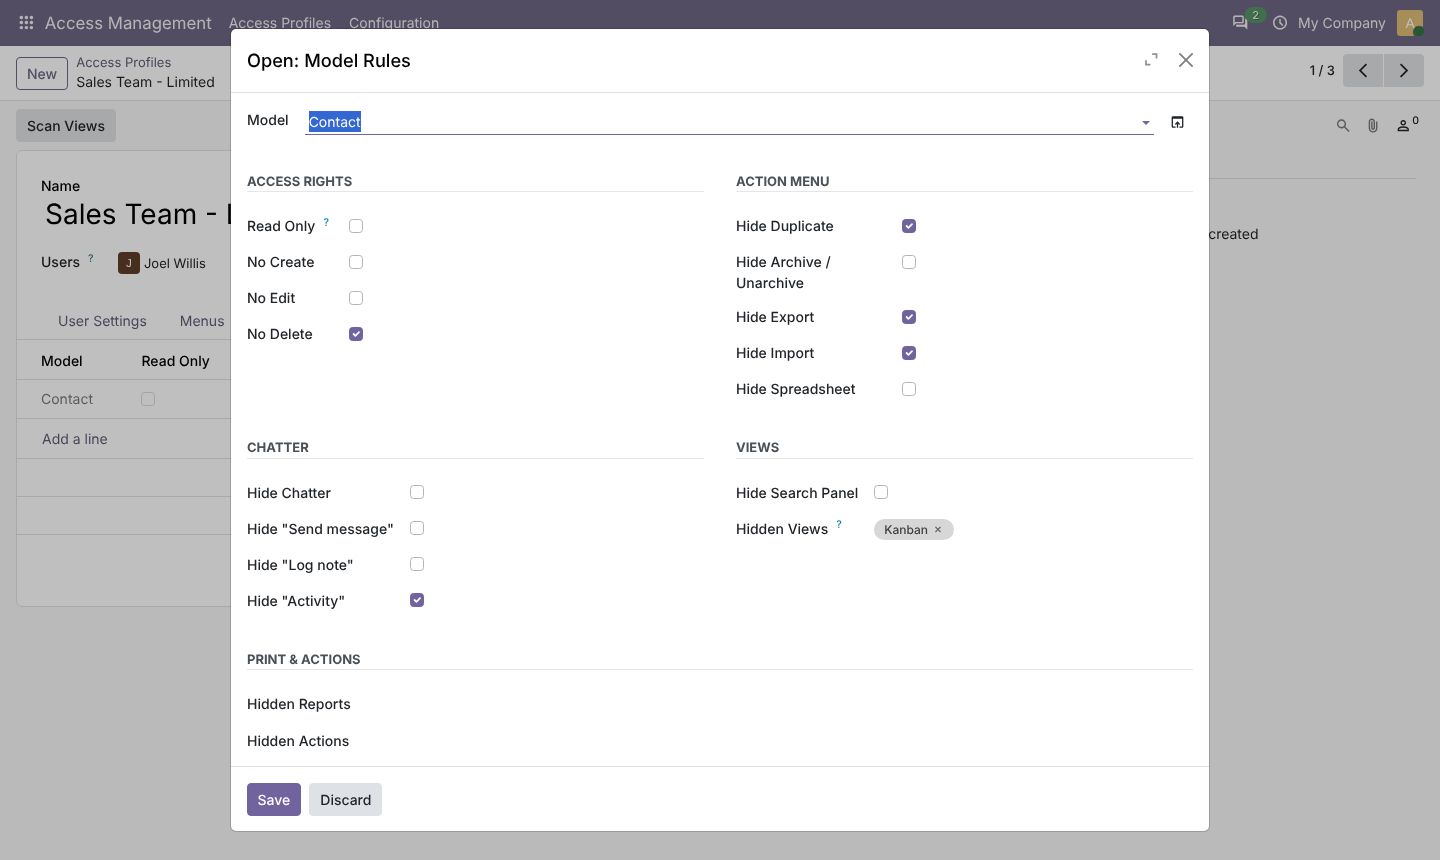 Access Management Access Profiles Configuration 2 My Company A
New Access Profiles
Sales Team - Limited
1 / 3
Scan Views
0
Name
Sales Team - L
Users ? J Joel Willis
User Settings Menus
Model Read Only
Contact
Add a line
created
Open: Model Rules
Model Contact
ACCESS RIGHTS
Read Only ?
No Create
No Edit
No Delete
ACTION MENU
Hide Duplicate
Hide Archive /
Unarchive
Hide Export
Hide Import
Hide Spreadsheet
CHATTER
Hide Chatter
Hide "Send message"
Hide "Log note"
Hide "Activity"
VIEWS
Hide Search Panel
Hidden Views ? Kanban ×
PRINT & ACTIONS
Hidden Reports
Hidden Actions
Save Discard